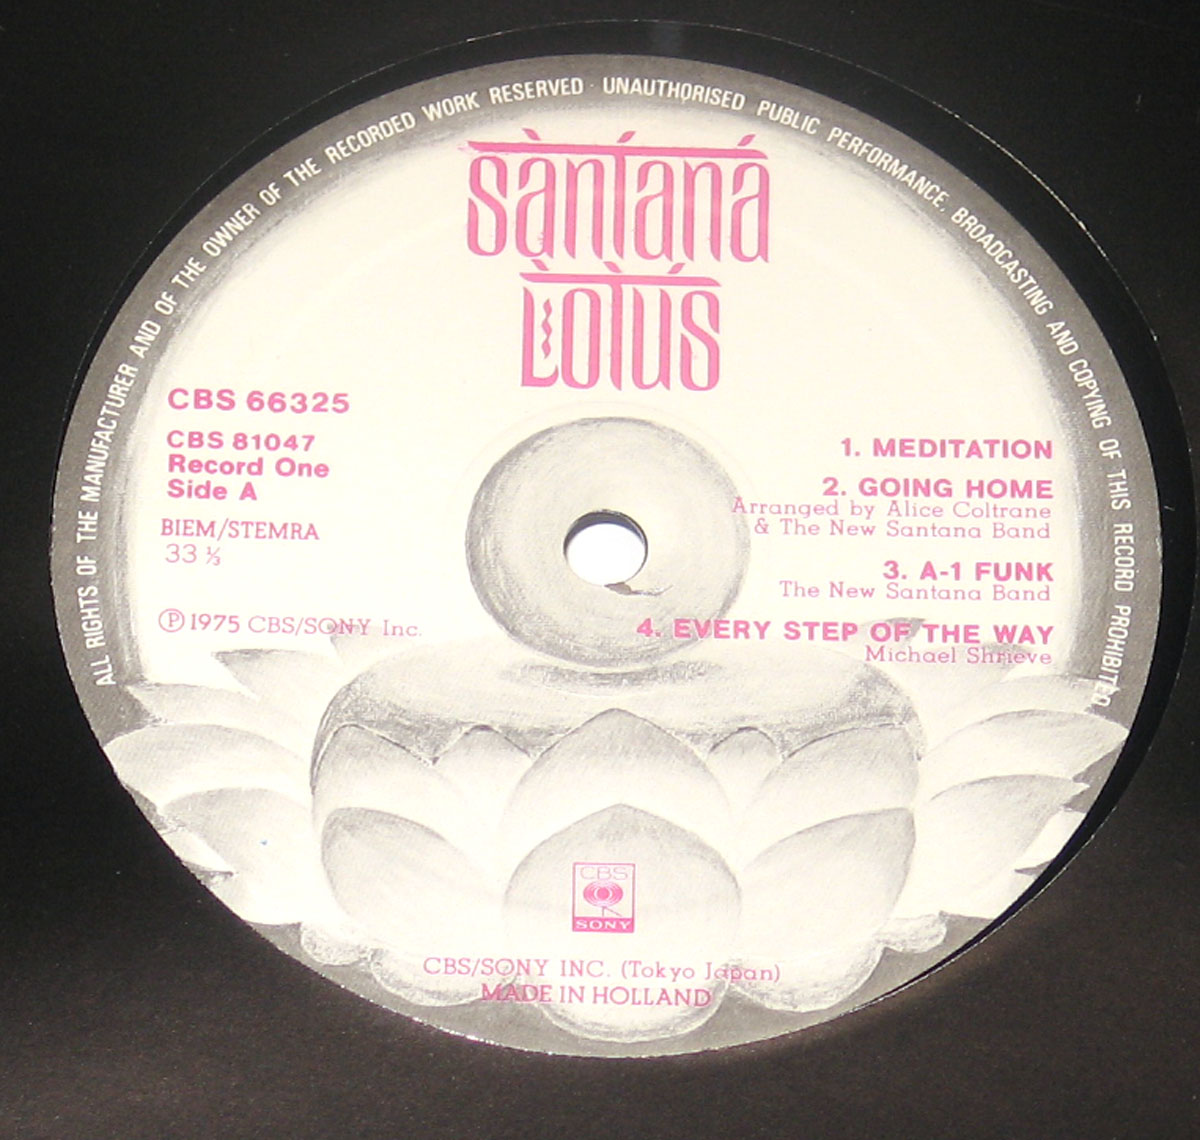 ALL RIGHTS OF THE MANUFACTURER AND OF THE OWNER OF THE RECORDED WORK RESERVED · UNAUTHORISED PUBLIC PERFORMANCE, BROADCASTING AND COPYING OF THIS RECORD PROHIBITED
Santana
Lotus
CBS 66325
CBS 81047
Record One
Side A
BIEM/STEMRA
33 ⅓
Ⓟ 1975 CBS/SONY Inc.
1. MEDITATION
2. GOING HOME
Arranged by Alice Coltrane
& The New Santana Band
3. A-1 FUNK
The New Santana Band
4. EVERY STEP OF THE WAY
Michael Shrieve
CBS
SONY
CBS/SONY INC. (Tokyo Japan)
MADE IN HOLLAND